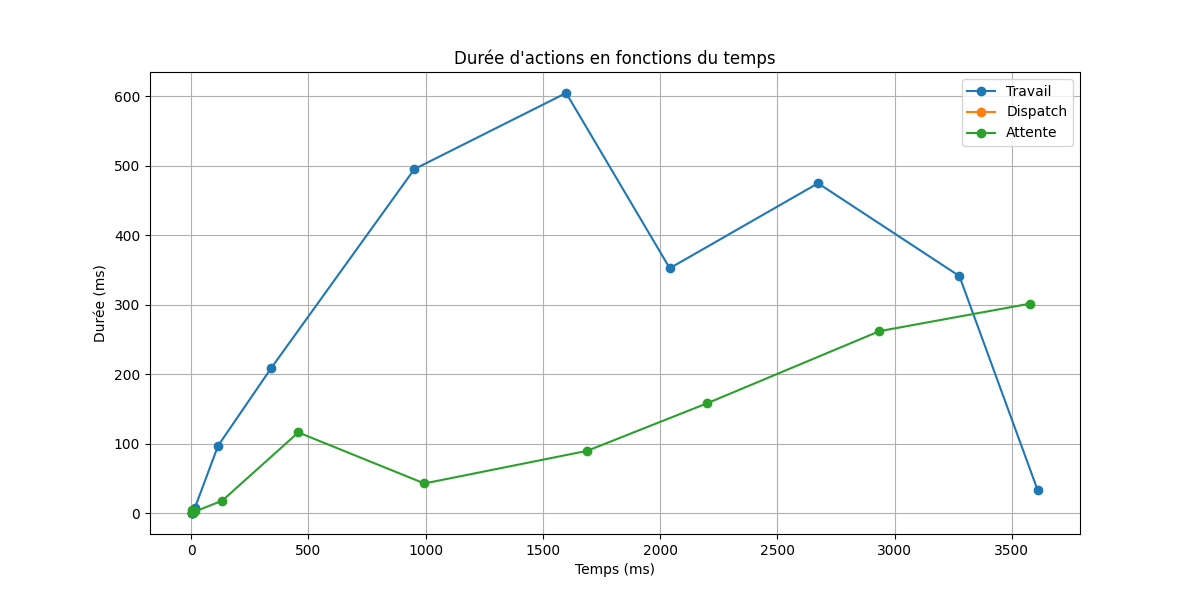 Durée d'actions en fonctions du temps
Travail
Dispatch
Attente
600
500
400
300
200
100
0
Durée (ms)
0 500 1000 1500 2000 2500 3000 3500
Temps (ms)